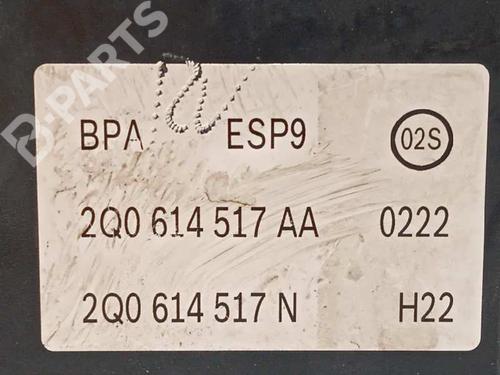 B-PARTS
BPA ESP9 02S
2Q0 614 517 AA 0222
2Q0 614 517 N H22